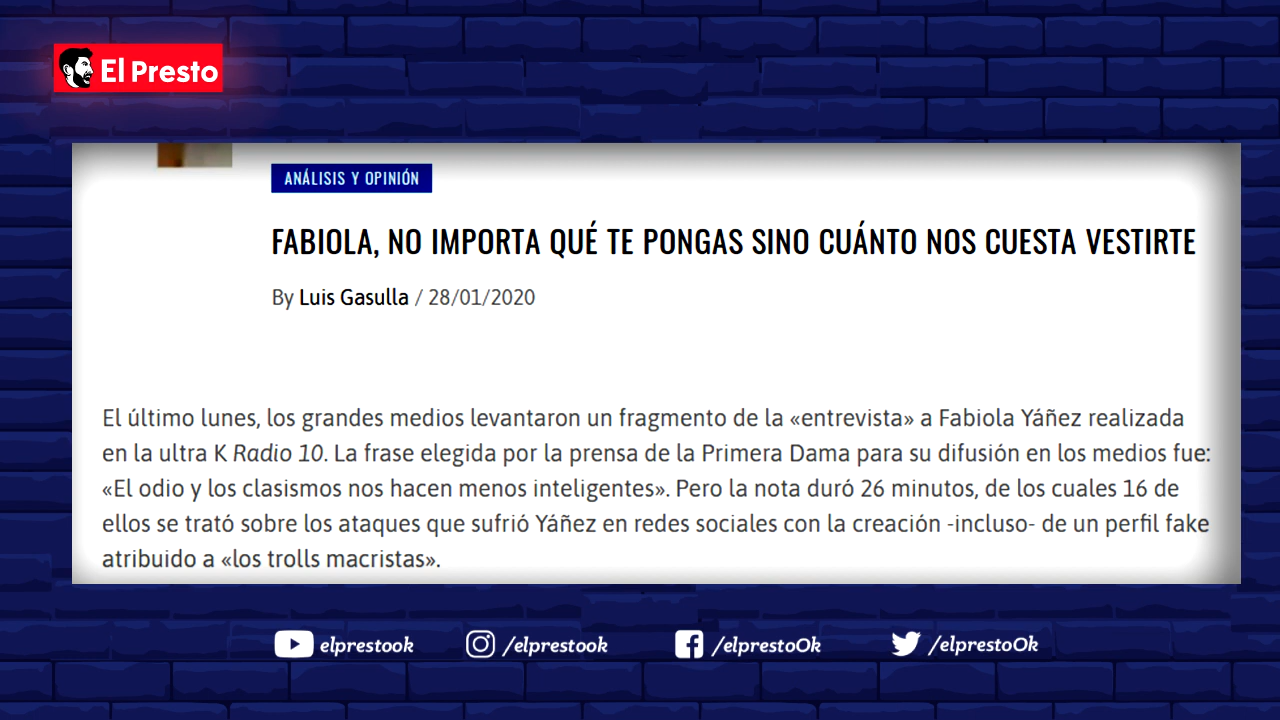 El Presto
ANÁLISIS Y OPINIÓN
FABIOLA, NO IMPORTA QUÉ TE PONGAS SINO CUÁNTO NOS CUESTA VESTIRTE
By Luis Gasulla / 28/01/2020
El último lunes, los grandes medios levantaron un fragmento de la «entrevista» a Fabiola Yáñez realizada
en la ultra K Radio 10. La frase elegida por la prensa de la Primera Dama para su difusión en los medios fue:
«El odio y los clasismos nos hacen menos inteligentes». Pero la nota duró 26 minutos, de los cuales 16 de
ellos se trató sobre los ataques que sufrió Yáñez en redes sociales con la creación -incluso- de un perfil fake
atribuido a «los trolls macristas».
elprestook
/elprestook
/elprestoOk
/elprestoOk